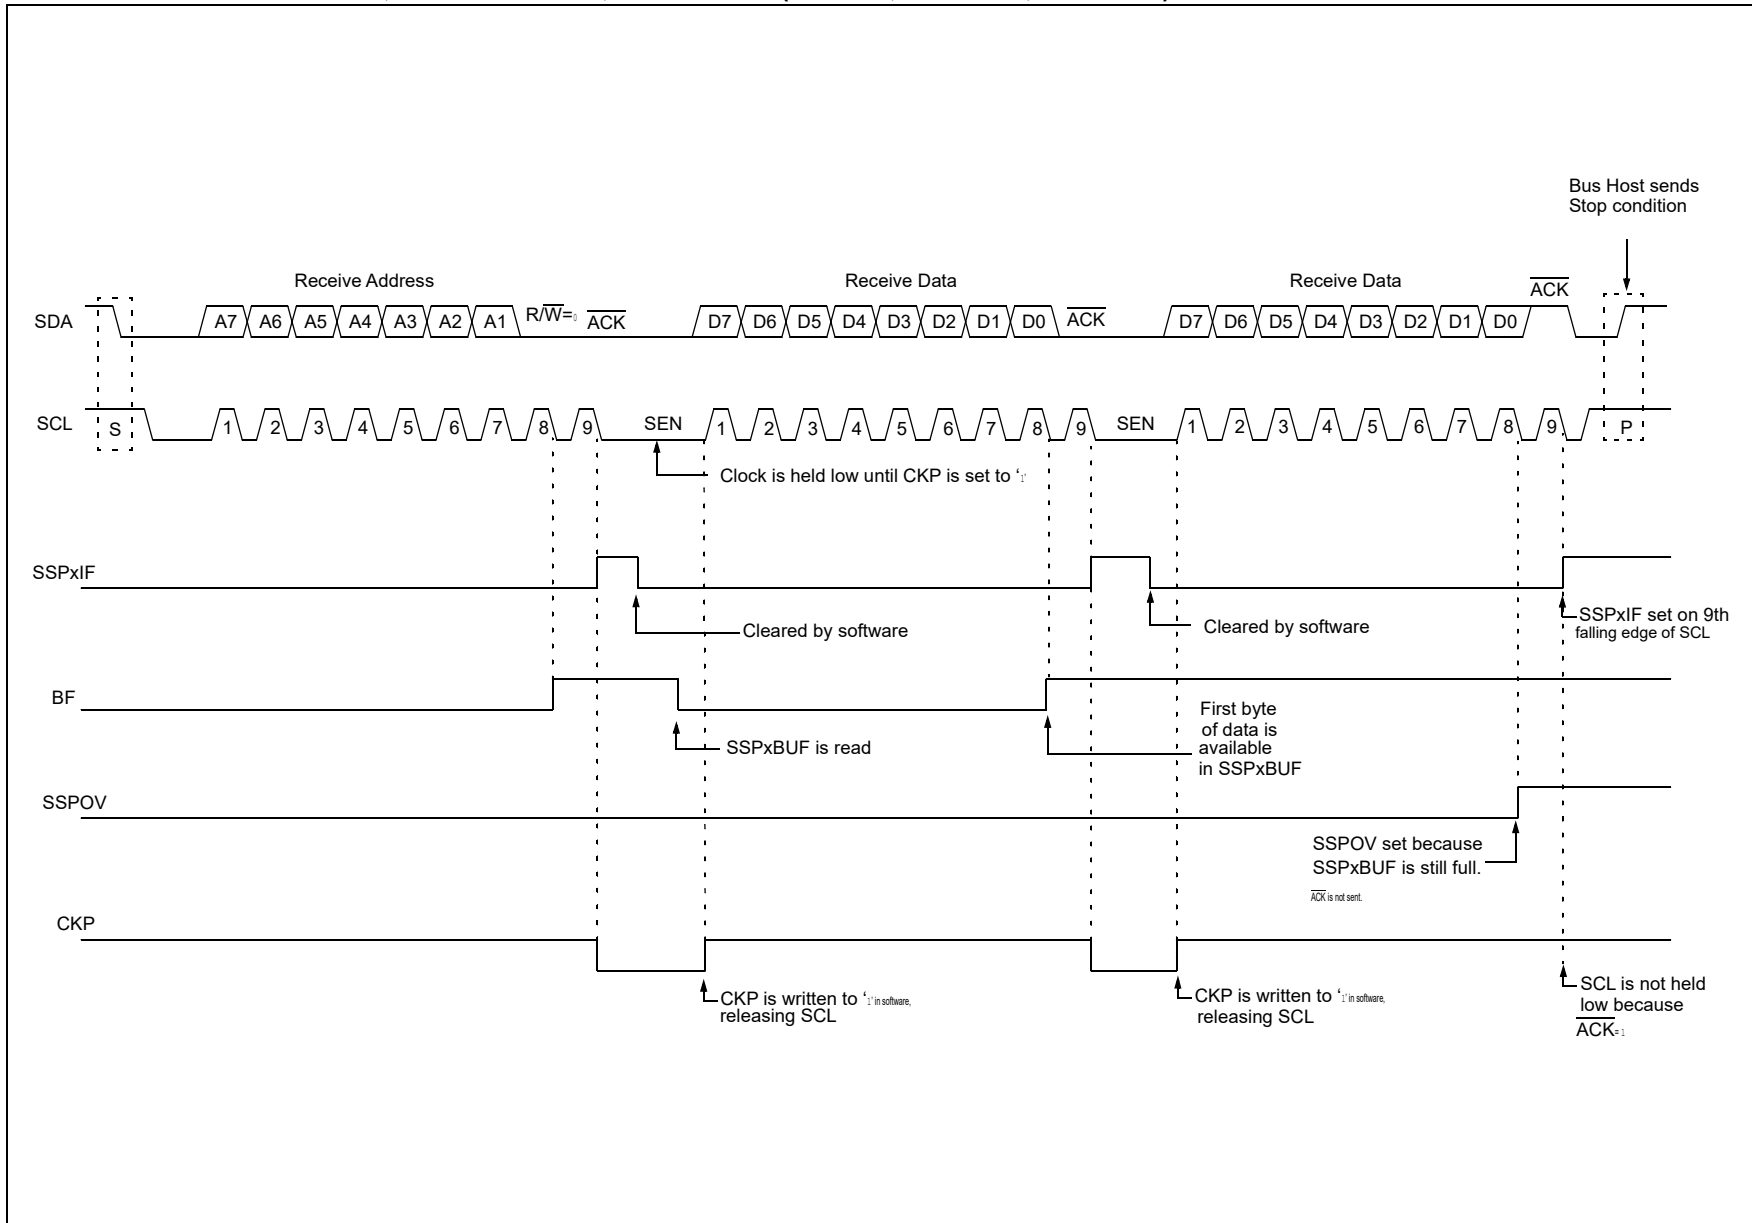 Bus Host sends
Stop condition
Receive Address
Receive Data
Receive Data
ACK
SDA
A7 A6 A5 A4 A3 A2 A1 R/W=0 ACK
D7 D6 D5 D4 D3 D2 D1 D0 ACK
D7 D6 D5 D4 D3 D2 D1 D0
SCL
S
1 2 3 4 5 6 7 8 9
SEN
1 2 3 4 5 6 7 8 9
SEN
1 2 3 4 5 6 7 8 9
P
Clock is held low until CKP is set to ‘1’
SSPxIF
Cleared by software
Cleared by software
SSPxIF set on 9th
falling edge of SCL
BF
SSPxBUF is read
First byte
of data is
available
in SSPxBUF
SSPOV
SSPOV set because
SSPxBUF is still full.
ACK is not sent.
CKP
CKP is written to ‘1’ in software,
releasing SCL
CKP is written to ‘1’ in software,
releasing SCL
SCL is not held
low because
ACK= 1